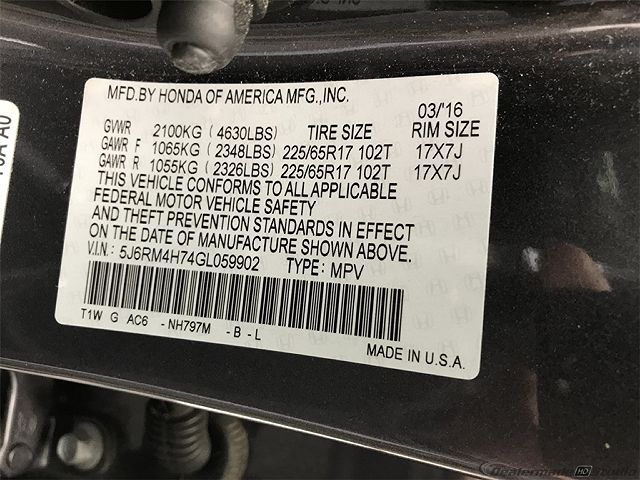 MFD.BY HONDA OF AMERICA MFG.,INC.
03/'16
GVWR 2100KG ( 4630LBS) TIRE SIZE RIM SIZE
GAWR F 1065KG ( 2348LBS) 225/65R17 102T 17X7J
GAWR R 1055KG ( 2326LBS) 225/65R17 102T 17X7J
THIS VEHICLE CONFORMS TO ALL APPLICABLE
FEDERAL MOTOR VEHICLE SAFETY
AND THEFT PREVENTION STANDARDS IN EFFECT
ON THE DATE OF MANUFACTURE SHOWN ABOVE.
V.I.N.: 5J6RM4H74GL059902 TYPE: MPV
T1W G AC6 -NH797M -B-L
MADE IN U.S.A.